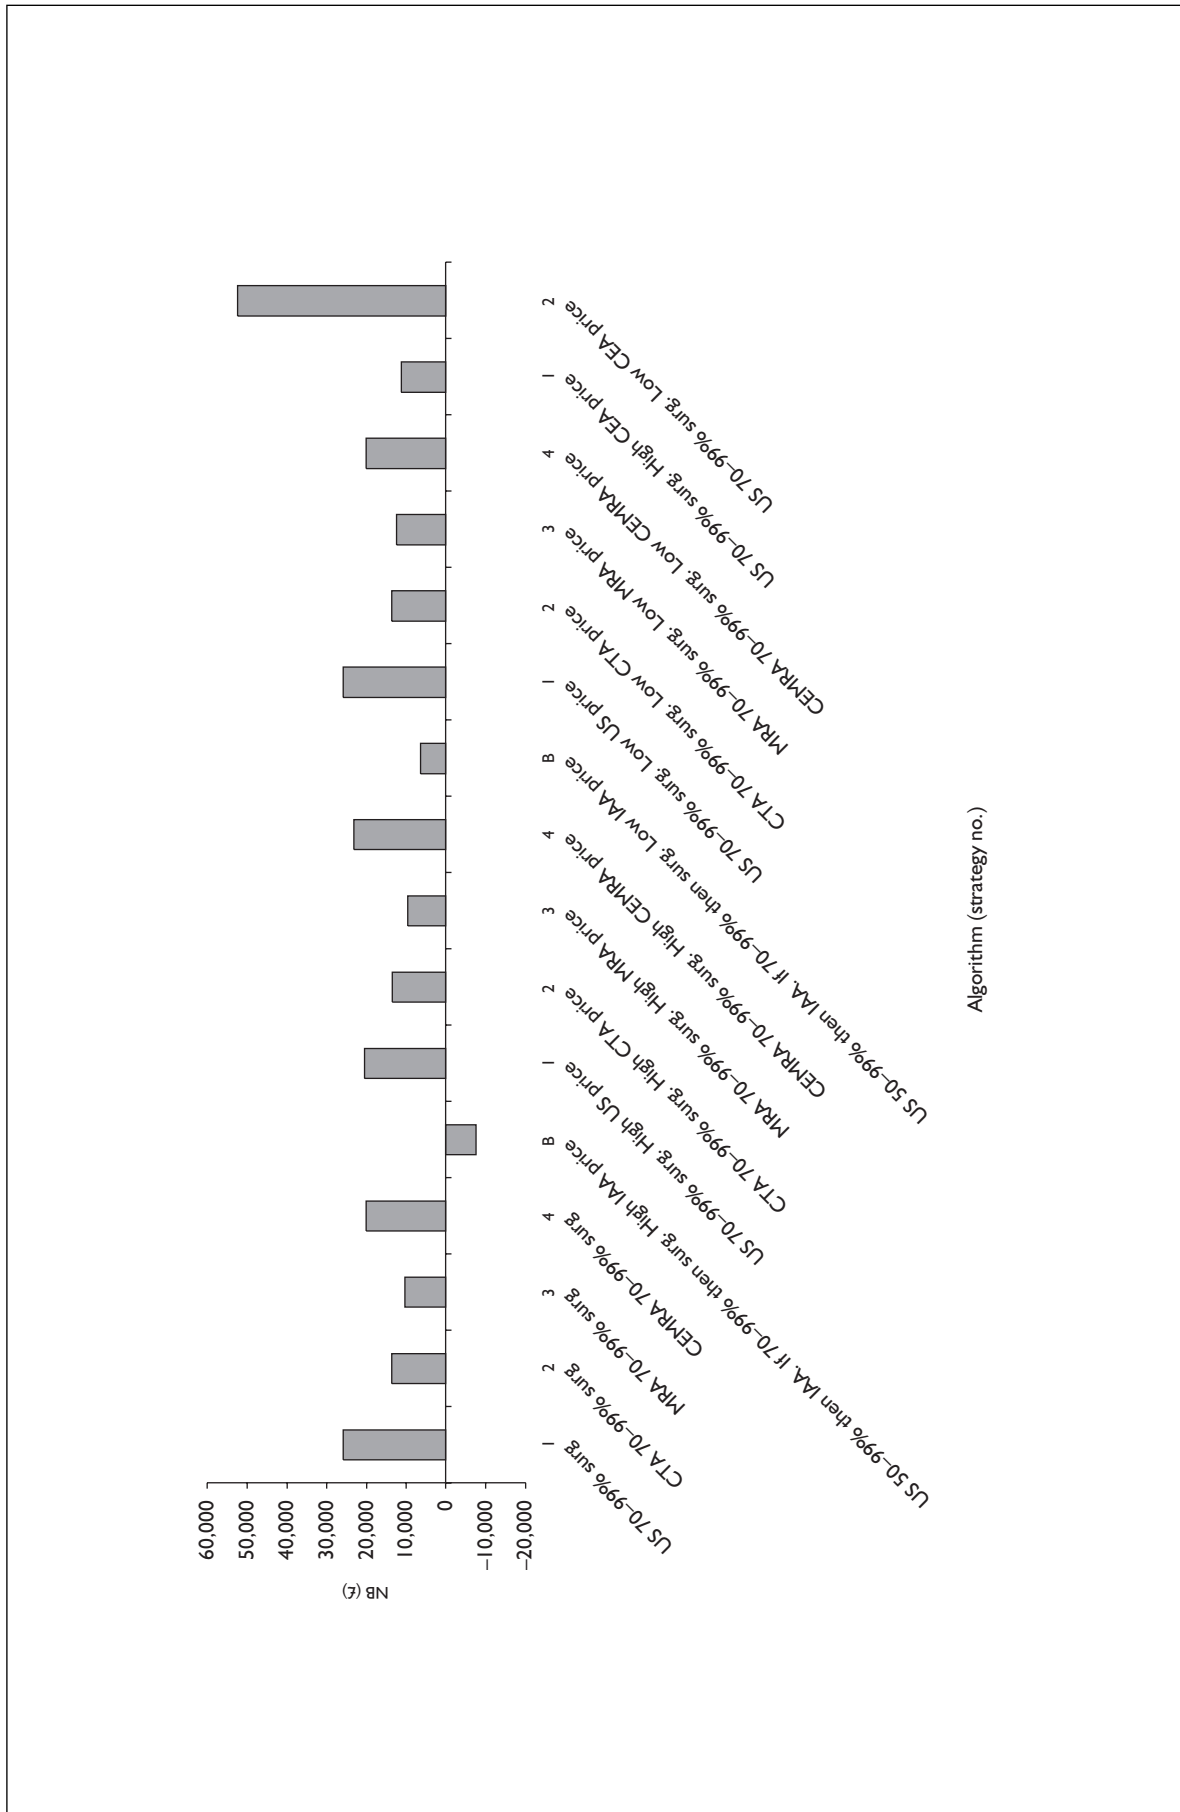 60,000
50,000
40,000
30,000
20,000
10,000
0
–10,000
–20,000
NB (£)
1
US 70–99% surg
2
CTA 70–99% surg
3
MRA 70–99% surg
4
CEMRA 70–99% surg
B
US 50–99% then IAA. If 70–99% then surg. High IAA price
1
US 70–99% surg. High US price
2
CTA 70–99% surg. High CTA price
3
MRA 70–99% surg. High MRA price
4
CEMRA 70–99% surg. High CEMRA price
B
US 50–99% then IAA. If 70–99% then surg. Low IAA price
1
US 70–99% surg. Low US price
2
CTA 70–99% surg. Low CTA price
3
MRA 70–99% surg. Low MRA price
4
CEMRA 70–99% surg. Low CEMRA price
1
US 70–99% surg. High CEA price
2
US 70–99% surg. Low CEA price
Algorithm (strategy no.)